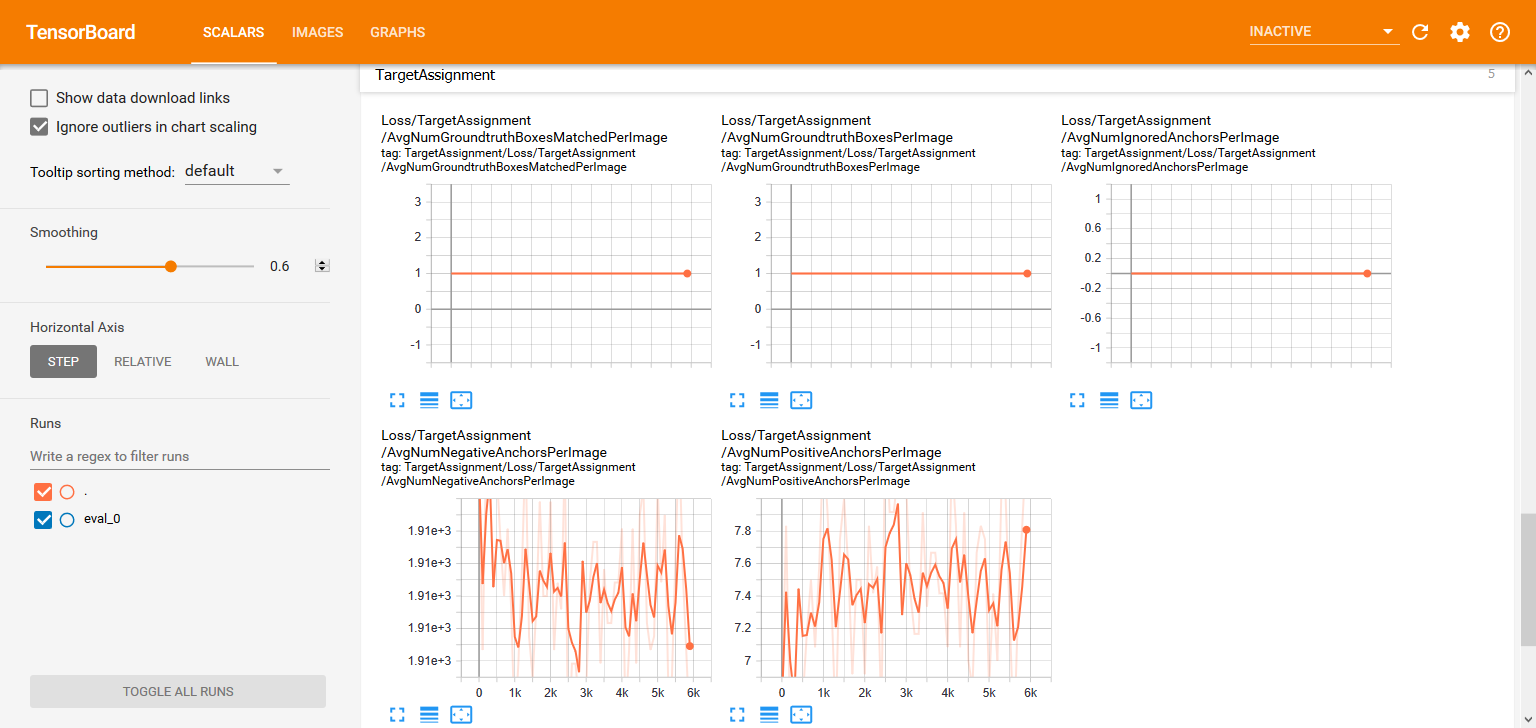 TensorBoard
SCALARS
IMAGES
GRAPHS
INACTIVE
Show data download links
Ignore outliers in chart scaling
Tooltip sorting method: default
Smoothing
0.6
Horizontal Axis
STEP
RELATIVE
WALL
Runs
Write a regex to filter runs
.
eval_0
TOGGLE ALL RUNS
TargetAssignment
5
Loss/TargetAssignment
/AvgNumGroundtruthBoxesMatchedPerImage
tag: TargetAssignment/Loss/TargetAssignment
/AvgNumGroundtruthBoxesMatchedPerImage
3
2
1
0
-1
Loss/TargetAssignment
/AvgNumGroundtruthBoxesPerImage
tag: TargetAssignment/Loss/TargetAssignment
/AvgNumGroundtruthBoxesPerImage
3
2
1
0
-1
Loss/TargetAssignment
/AvgNumIgnoredAnchorsPerImage
tag: TargetAssignment/Loss/TargetAssignment
/AvgNumIgnoredAnchorsPerImage
1
0.6
0.2
-0.2
-0.6
-1
Loss/TargetAssignment
/AvgNumNegativeAnchorsPerImage
tag: TargetAssignment/Loss/TargetAssignment
/AvgNumNegativeAnchorsPerImage
1.91e+3
1.91e+3
1.91e+3
1.91e+3
1.91e+3
0 1k 2k 3k 4k 5k 6k
Loss/TargetAssignment
/AvgNumPositiveAnchorsPerImage
tag: TargetAssignment/Loss/TargetAssignment
/AvgNumPositiveAnchorsPerImage
7.8
7.6
7.4
7.2
7
0 1k 2k 3k 4k 5k 6k